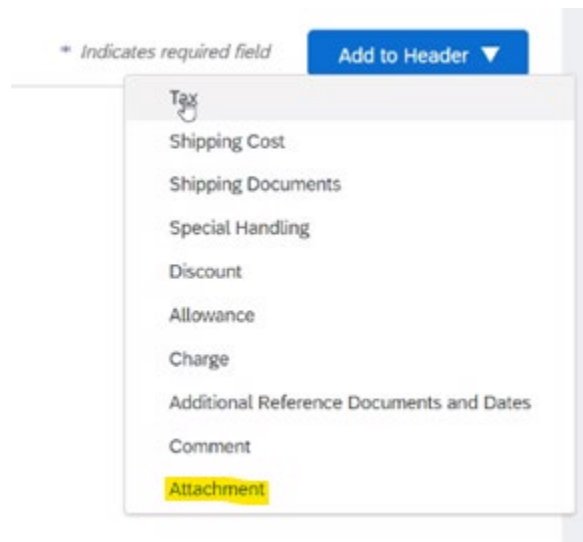 * Indicates required field Add to Header ▼
Tax
Shipping Cost
Shipping Documents
Special Handling
Discount
Allowance
Charge
Additional Reference Documents and Dates
Comment
Attachment